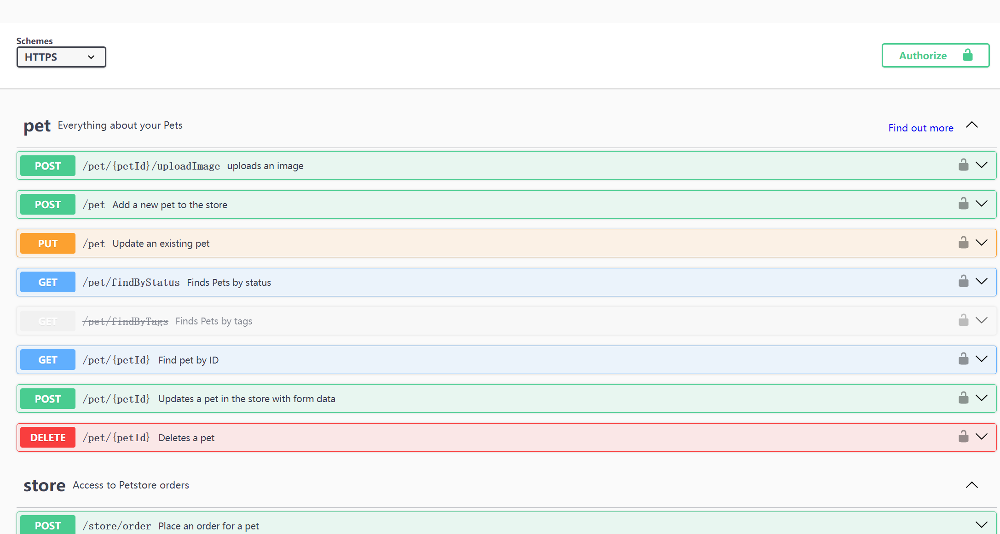 Schemes
HTTPS
Authorize
pet Everything about your Pets
Find out more
POST /pet/{petId}/uploadImage uploads an image
POST /pet Add a new pet to the store
PUT /pet Update an existing pet
GET /pet/findByStatus Finds Pets by status
GET /pet/findByTags Finds Pets by tags
GET /pet/{petId} Find pet by ID
POST /pet/{petId} Updates a pet in the store with form data
DELETE /pet/{petId} Deletes a pet
store Access to Petstore orders
POST /store/order Place an order for a pet